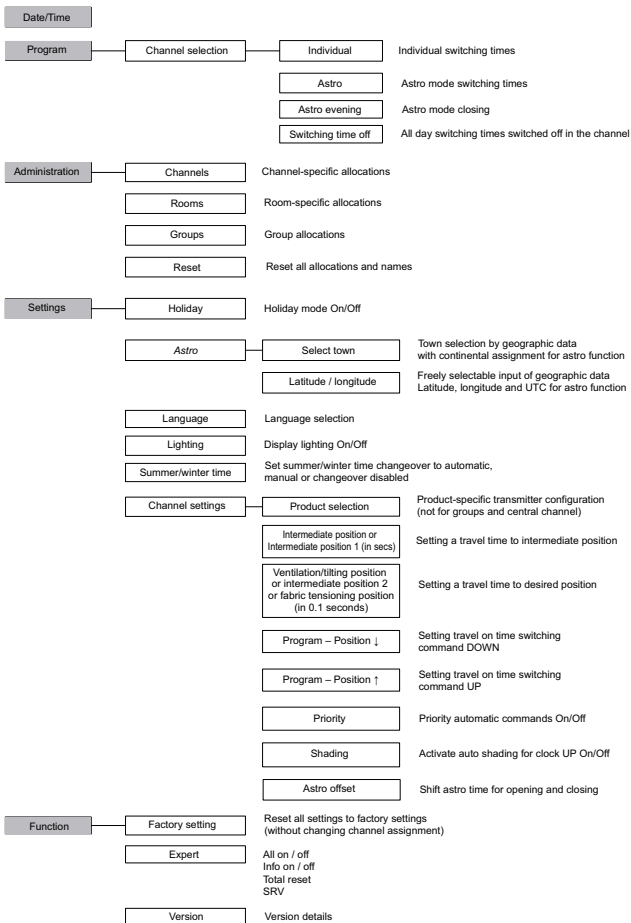 Date/Time
Program
Channel selection
Individual
Individual switching times
Astro
Astro mode switching times
Astro evening
Astro mode closing
Switching time off
All day switching times switched off in the channel
Administration
Channels
Channel-specific allocations
Rooms
Room-specific allocations
Groups
Group allocations
Reset
Reset all allocations and names
Settings
Holiday
Holiday mode On/Off
Astro
Select town
Town selection by geographic data
with continental assignment for astro function
Latitude / longitude
Freely selectable input of geographic data
Latitude, longitude and UTC for astro function
Language
Language selection
Lighting
Display lighting On/Off
Summer/winter time
Set summer/winter time changeover to automatic,
manual or changeover disabled
Channel settings
Product selection
Product-specific transmitter configuration
(not for groups and central channel)
Intermediate position or
Intermediate position 1 (in secs)
Setting a travel time to intermediate position
Ventilation/tilting position
or intermediate position 2
or fabric tensioning position
(in 0.1 seconds)
Setting a travel time to desired position
Program – Position ↓
Setting travel on time switching
command DOWN
Program – Position ↑
Setting travel on time switching
command UP
Priority
Priority automatic commands On/Off
Shading
Activate auto shading for clock UP On/Off
Astro offset
Shift astro time for opening and closing
Function
Factory setting
Reset all settings to factory settings
(without changing channel assignment)
Expert
All on / off
Info on / off
Total reset
SRV
Version
Version details